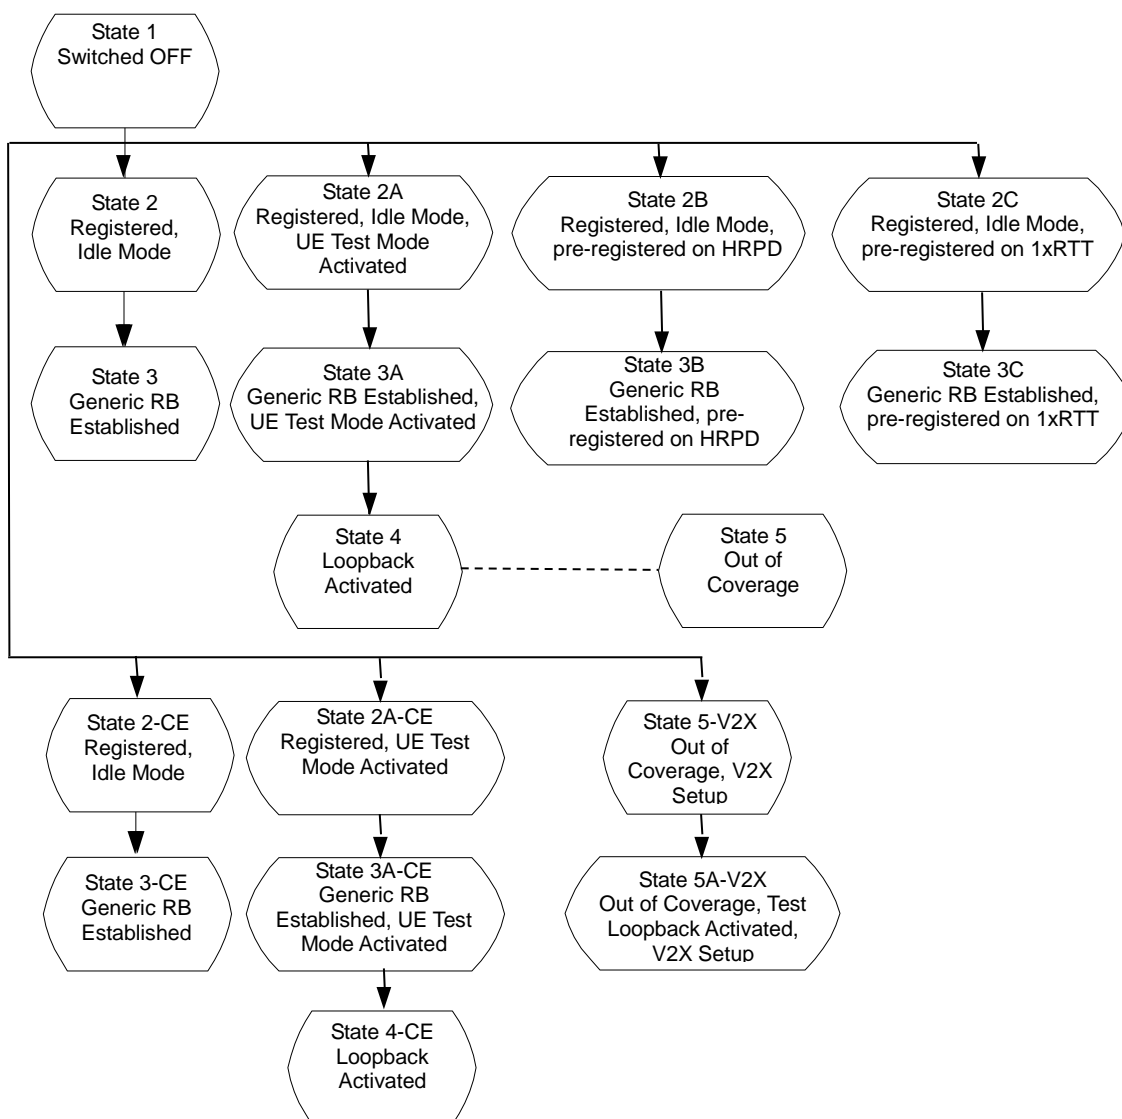 State 1
Switched OFF
State 2
Registered,
Idle Mode
State 2A
Registered, Idle Mode,
UE Test Mode
Activated
State 2B
Registered, Idle Mode,
pre-registered on HRPD
State 2C
Registered, Idle Mode,
pre-registered on 1xRTT
State 3
Generic RB
Established
State 3A
Generic RB Established,
UE Test Mode Activated
State 3B
Generic RB
Established, pre-
registered on HRPD
State 3C
Generic RB Established,
pre-registered on 1xRTT
State 4
Loopback
Activated
State 5
Out of
Coverage
State 2-CE
Registered,
Idle Mode
State 2A-CE
Registered, UE Test
Mode Activated
State 5-V2X
Out of
Coverage, V2X
Setup
State 3-CE
Generic RB
Established
State 3A-CE
Generic RB
Established, UE Test
Mode Activated
State 5A-V2X
Out of Coverage, Test
Loopback Activated,
V2X Setup
State 4-CE
Loopback
Activated